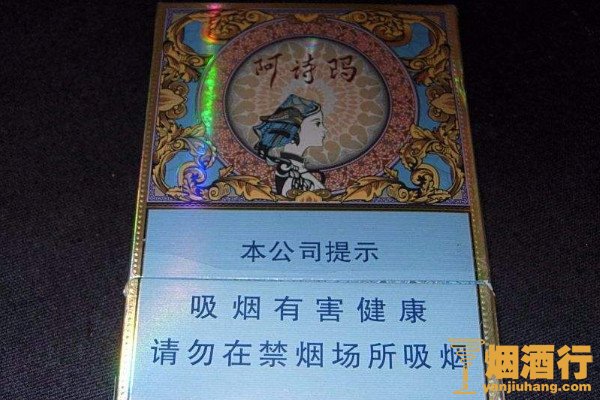 阿诗玛
本公司提示
吸烟有害健康
请勿在禁烟场所吸烟
烟酒行
yanjiuhang.com